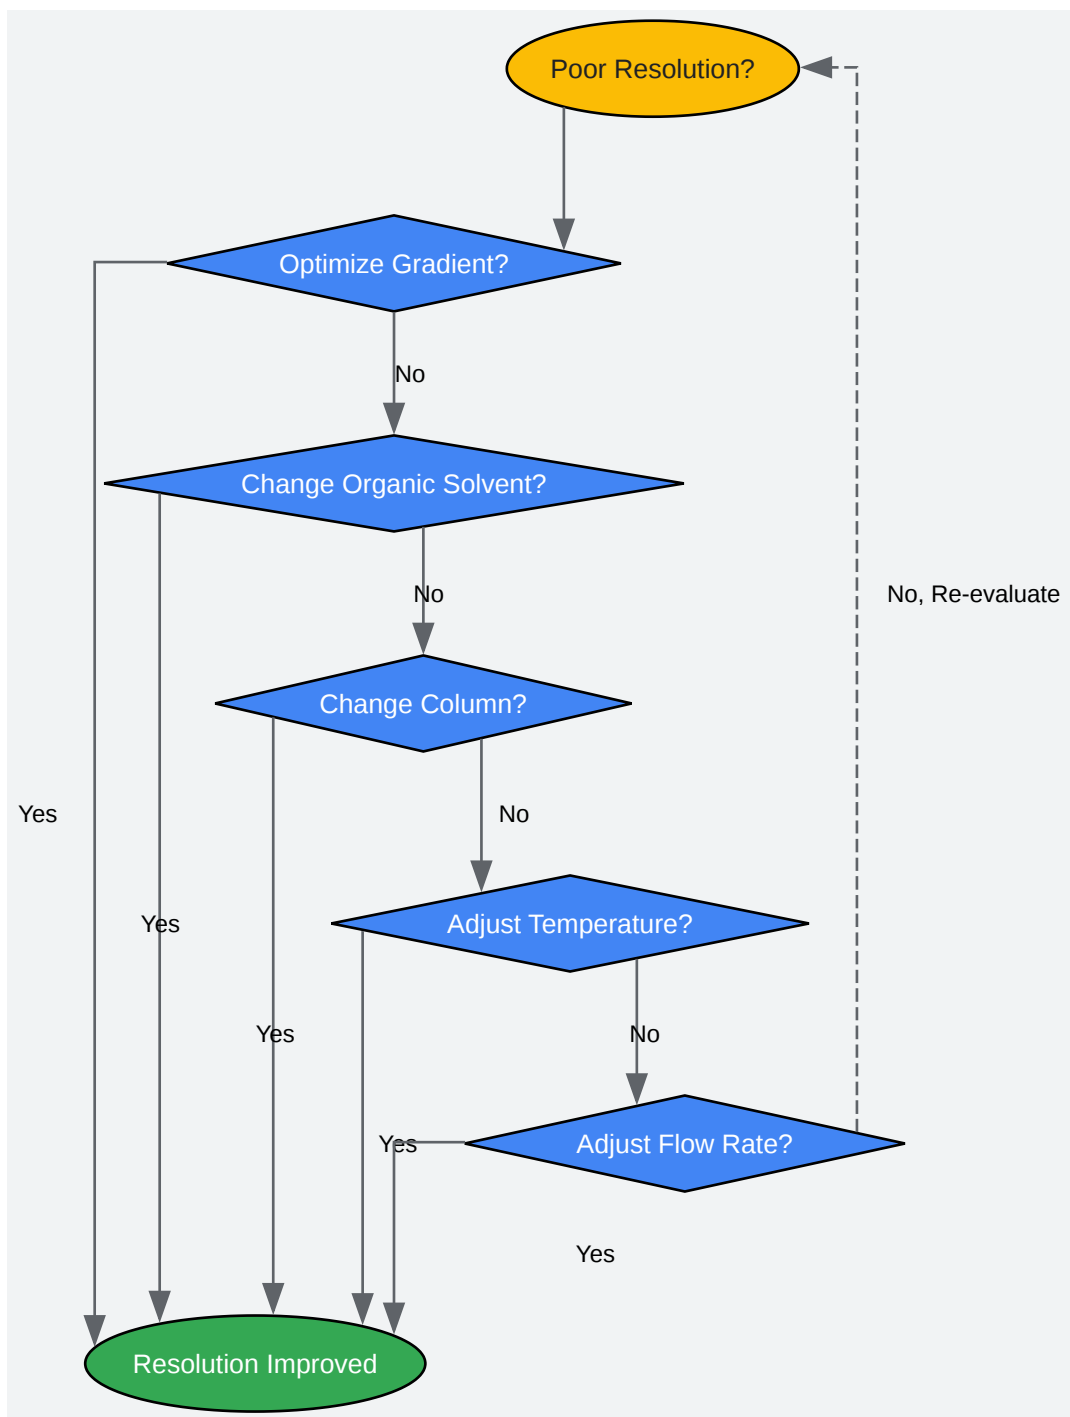 Poor Resolution?
Optimize Gradient?
No
Change Organic Solvent?
No
No, Re-evaluate
Change Column?
Yes
No
Yes
Adjust Temperature?
Yes
No
Yes
Adjust Flow Rate?
Yes
Resolution Improved